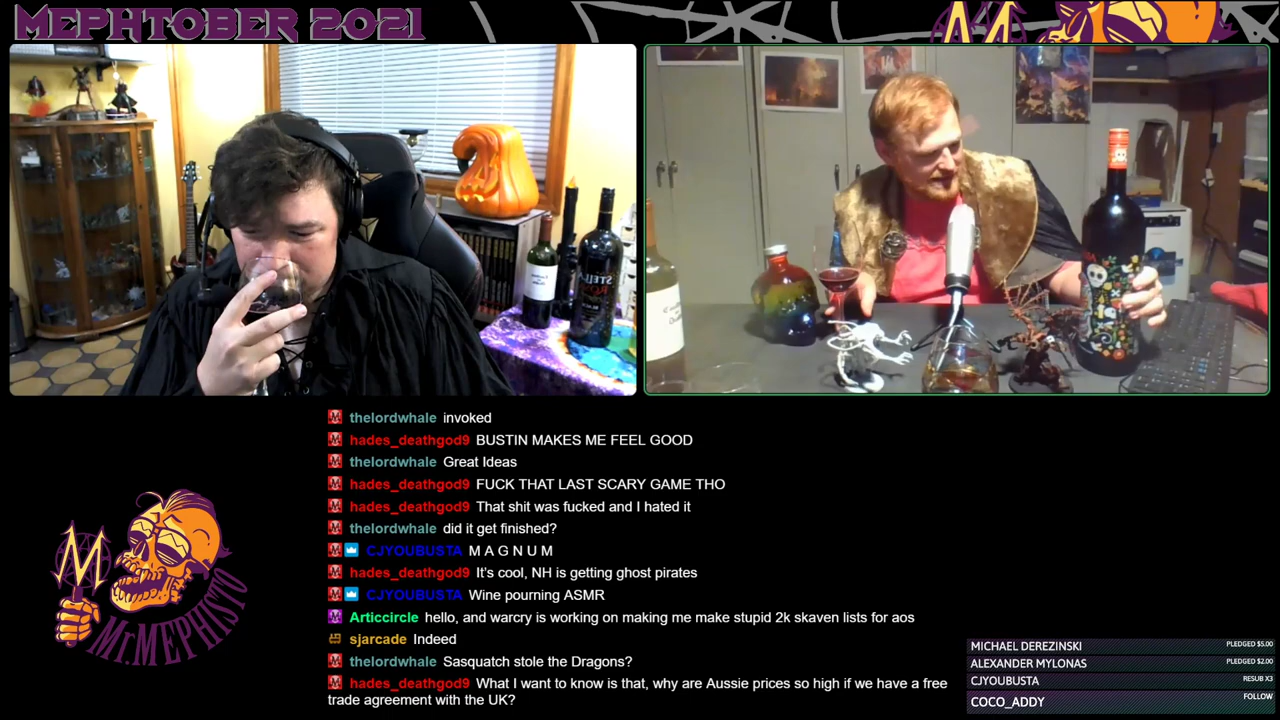 MEPHTOBER 2021
STELLA
thelordwhale invoked
hades_deathgod9 BUSTIN MAKES ME FEEL GOOD
thelordwhale Great Ideas
hades_deathgod9 FUCK THAT LAST SCARY GAME THO
hades_deathgod9 That shit was fucked and I hated it
thelordwhale did it get finished?
CJYOUBUSTA M A G N U M
hades_deathgod9 It's cool, NH is getting ghost pirates
CJYOUBUSTA Wine pouring ASMR
Articcircle hello, and warcry is working on making me make stupid 2k skaven lists for aos
sjarcade Indeed
thelordwhale Sasquatch stole the Dragons?
hades_deathgod9 What I want to know is that, why are Aussie prices so high if we have a free
trade agreement with the UK?
M
Mr.MEPHISTO
MICHAEL DEREZINSKI PLEDGED $5.00
ALEXANDER MYLONAS PLEDGED $2.00
CJYOUBUSTA RESUB X3
COCO_ADDY FOLLOW